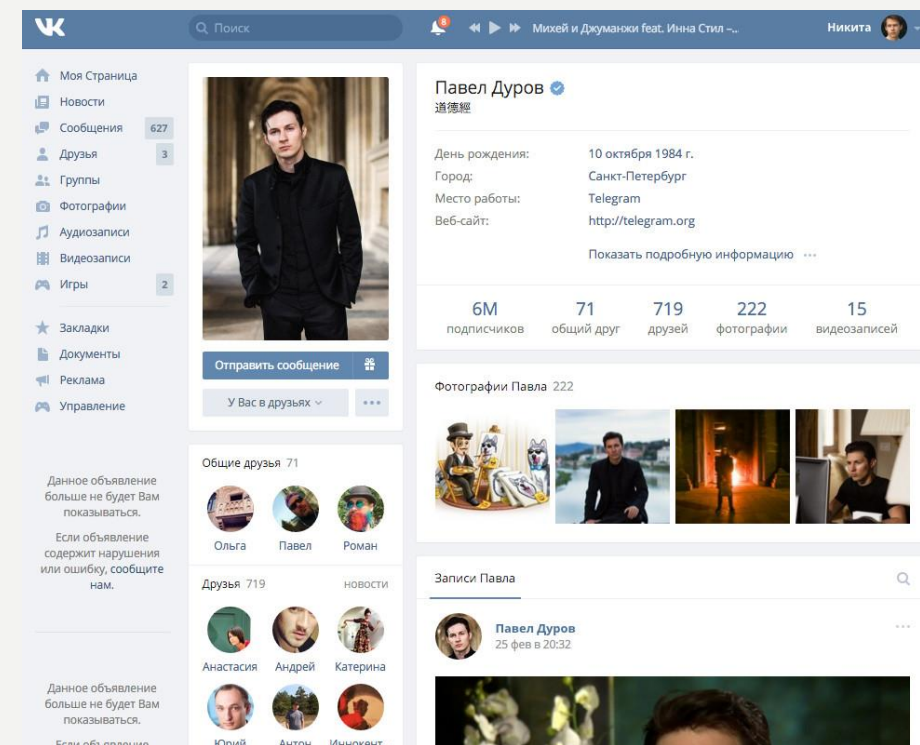 Поиск
8
Михей и Джуманжи feat. Инна Стил –..
Никита
Моя Страница
Новости
Сообщения 627
Друзья 3
Группы
Фотографии
Аудиозаписи
Видеозаписи
Игры 2
Закладки
Документы
Реклама
Управление
Данное объявление
больше не будет Вам
показываться.
Если объявление
содержит нарушения
или ошибку, сообщите
нам.
Данное объявление
больше не будет Вам
показываться.
Если объявление
Отправить сообщение
У Вас в друзьях
Общие друзья 71
Ольга Павел Роман
Друзья 719 новости
Анастасия Андрей Катерина
Юрий Антон Иннокент
Павел Дуров
道德經
День рождения: 10 октября 1984 г.
Город: Санкт-Петербург
Место работы: Telegram
Веб-сайт: http://telegram.org
Показать подробную информацию
6M 71 719 222 15
подписчиков общий друг друзей фотографии видеозаписей
Фотографии Павла 222
Записи Павла
Павел Дуров
25 фев в 20:32